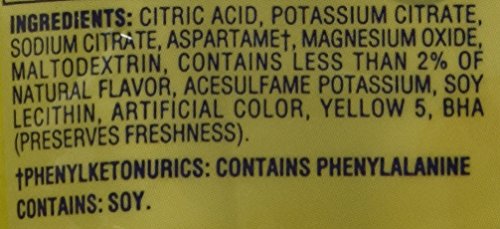 INGREDIENTS: CITRIC ACID, POTASSIUM CITRATE,
SODIUM CITRATE, ASPARTAME†, MAGNESIUM OXIDE,
MALTODEXTRIN, CONTAINS LESS THAN 2% OF
NATURAL FLAVOR, ACESULFAME POTASSIUM, SOY
LECITHIN, ARTIFICIAL COLOR, YELLOW 5, BHA
(PRESERVES FRESHNESS).
†PHENYLKETONURICS: CONTAINS PHENYLALANINE
CONTAINS: SOY.